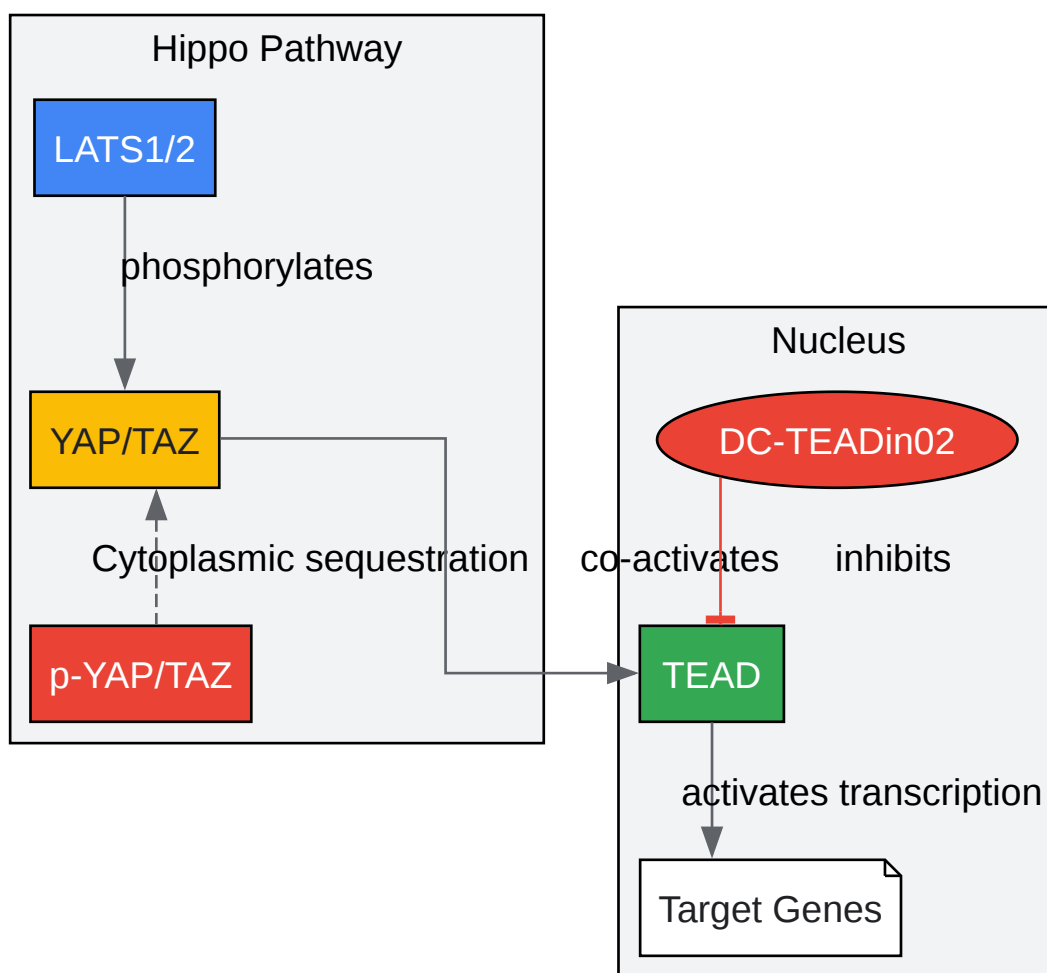 Hippo Pathway
LATS1/2
phosphorylates
YAP/TAZ
Cytoplasmic sequestration
p-YAP/TAZ
Nucleus
DC-TEADin02
co-activates
inhibits
TEAD
activates transcription
Target Genes